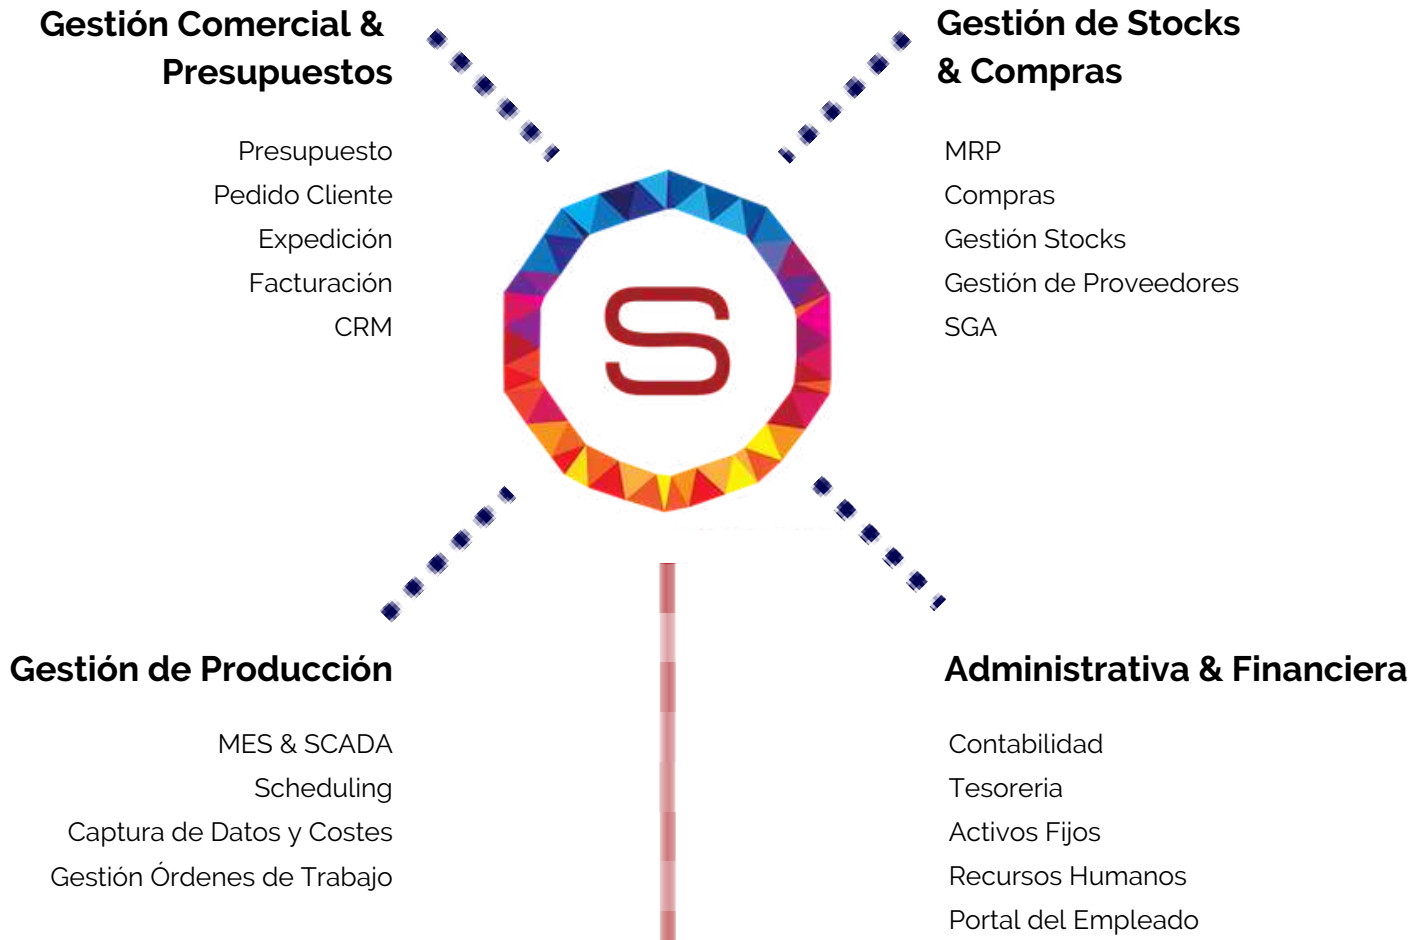 Gestión Comercial &
Presupuestos
Presupuesto
Pedido Cliente
Expedición
Facturación
CRM
Gestión de Stocks
& Compras
MRP
Compras
Gestión Stocks
Gestión de Proveedores
SGA
S
Gestión de Producción
MES & SCADA
Scheduling
Captura de Datos y Costes
Gestión Órdenes de Trabajo
Administrativa & Financiera
Contabilidad
Tesoreria
Activos Fijos
Recursos Humanos
Portal del Empleado